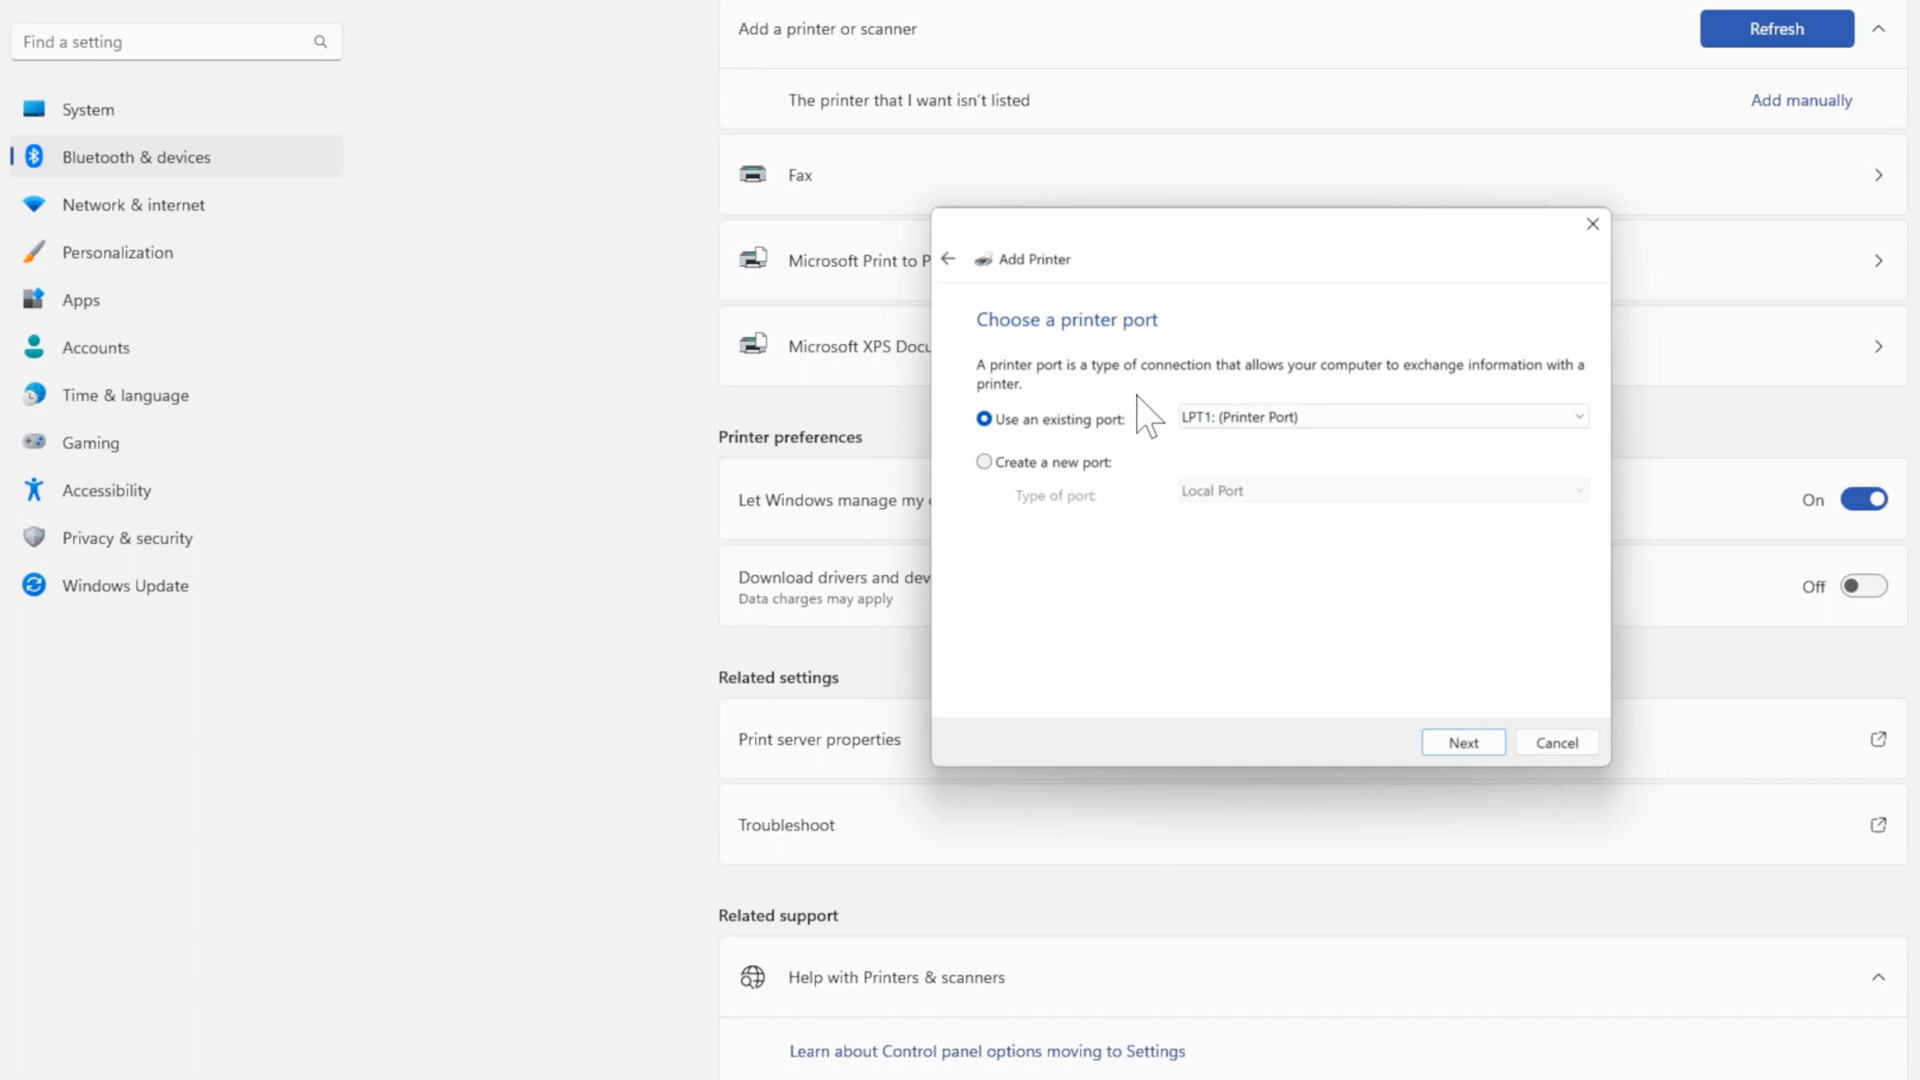 Find a setting
System
Bluetooth & devices
Network & internet
Personalization
Apps
Accounts
Time & language
Gaming
Accessibility
Privacy & security
Windows Update
Add a printer or scanner
Refresh
The printer that I want isn't listed
Add manually
Fax
Microsoft Print to P
Microsoft XPS Docu
Printer preferences
Let Windows manage my
On
Download drivers and dev
Data charges may apply
Off
Related settings
Print server properties
Troubleshoot
Related support
Help with Printers & scanners
Learn about Control panel options moving to Settings
Add Printer
Choose a printer port
A printer port is a type of connection that allows your computer to exchange information with a
printer.
Use an existing port:
LPT1: (Printer Port)
Create a new port:
Type of port:
Local Port
Next
Cancel